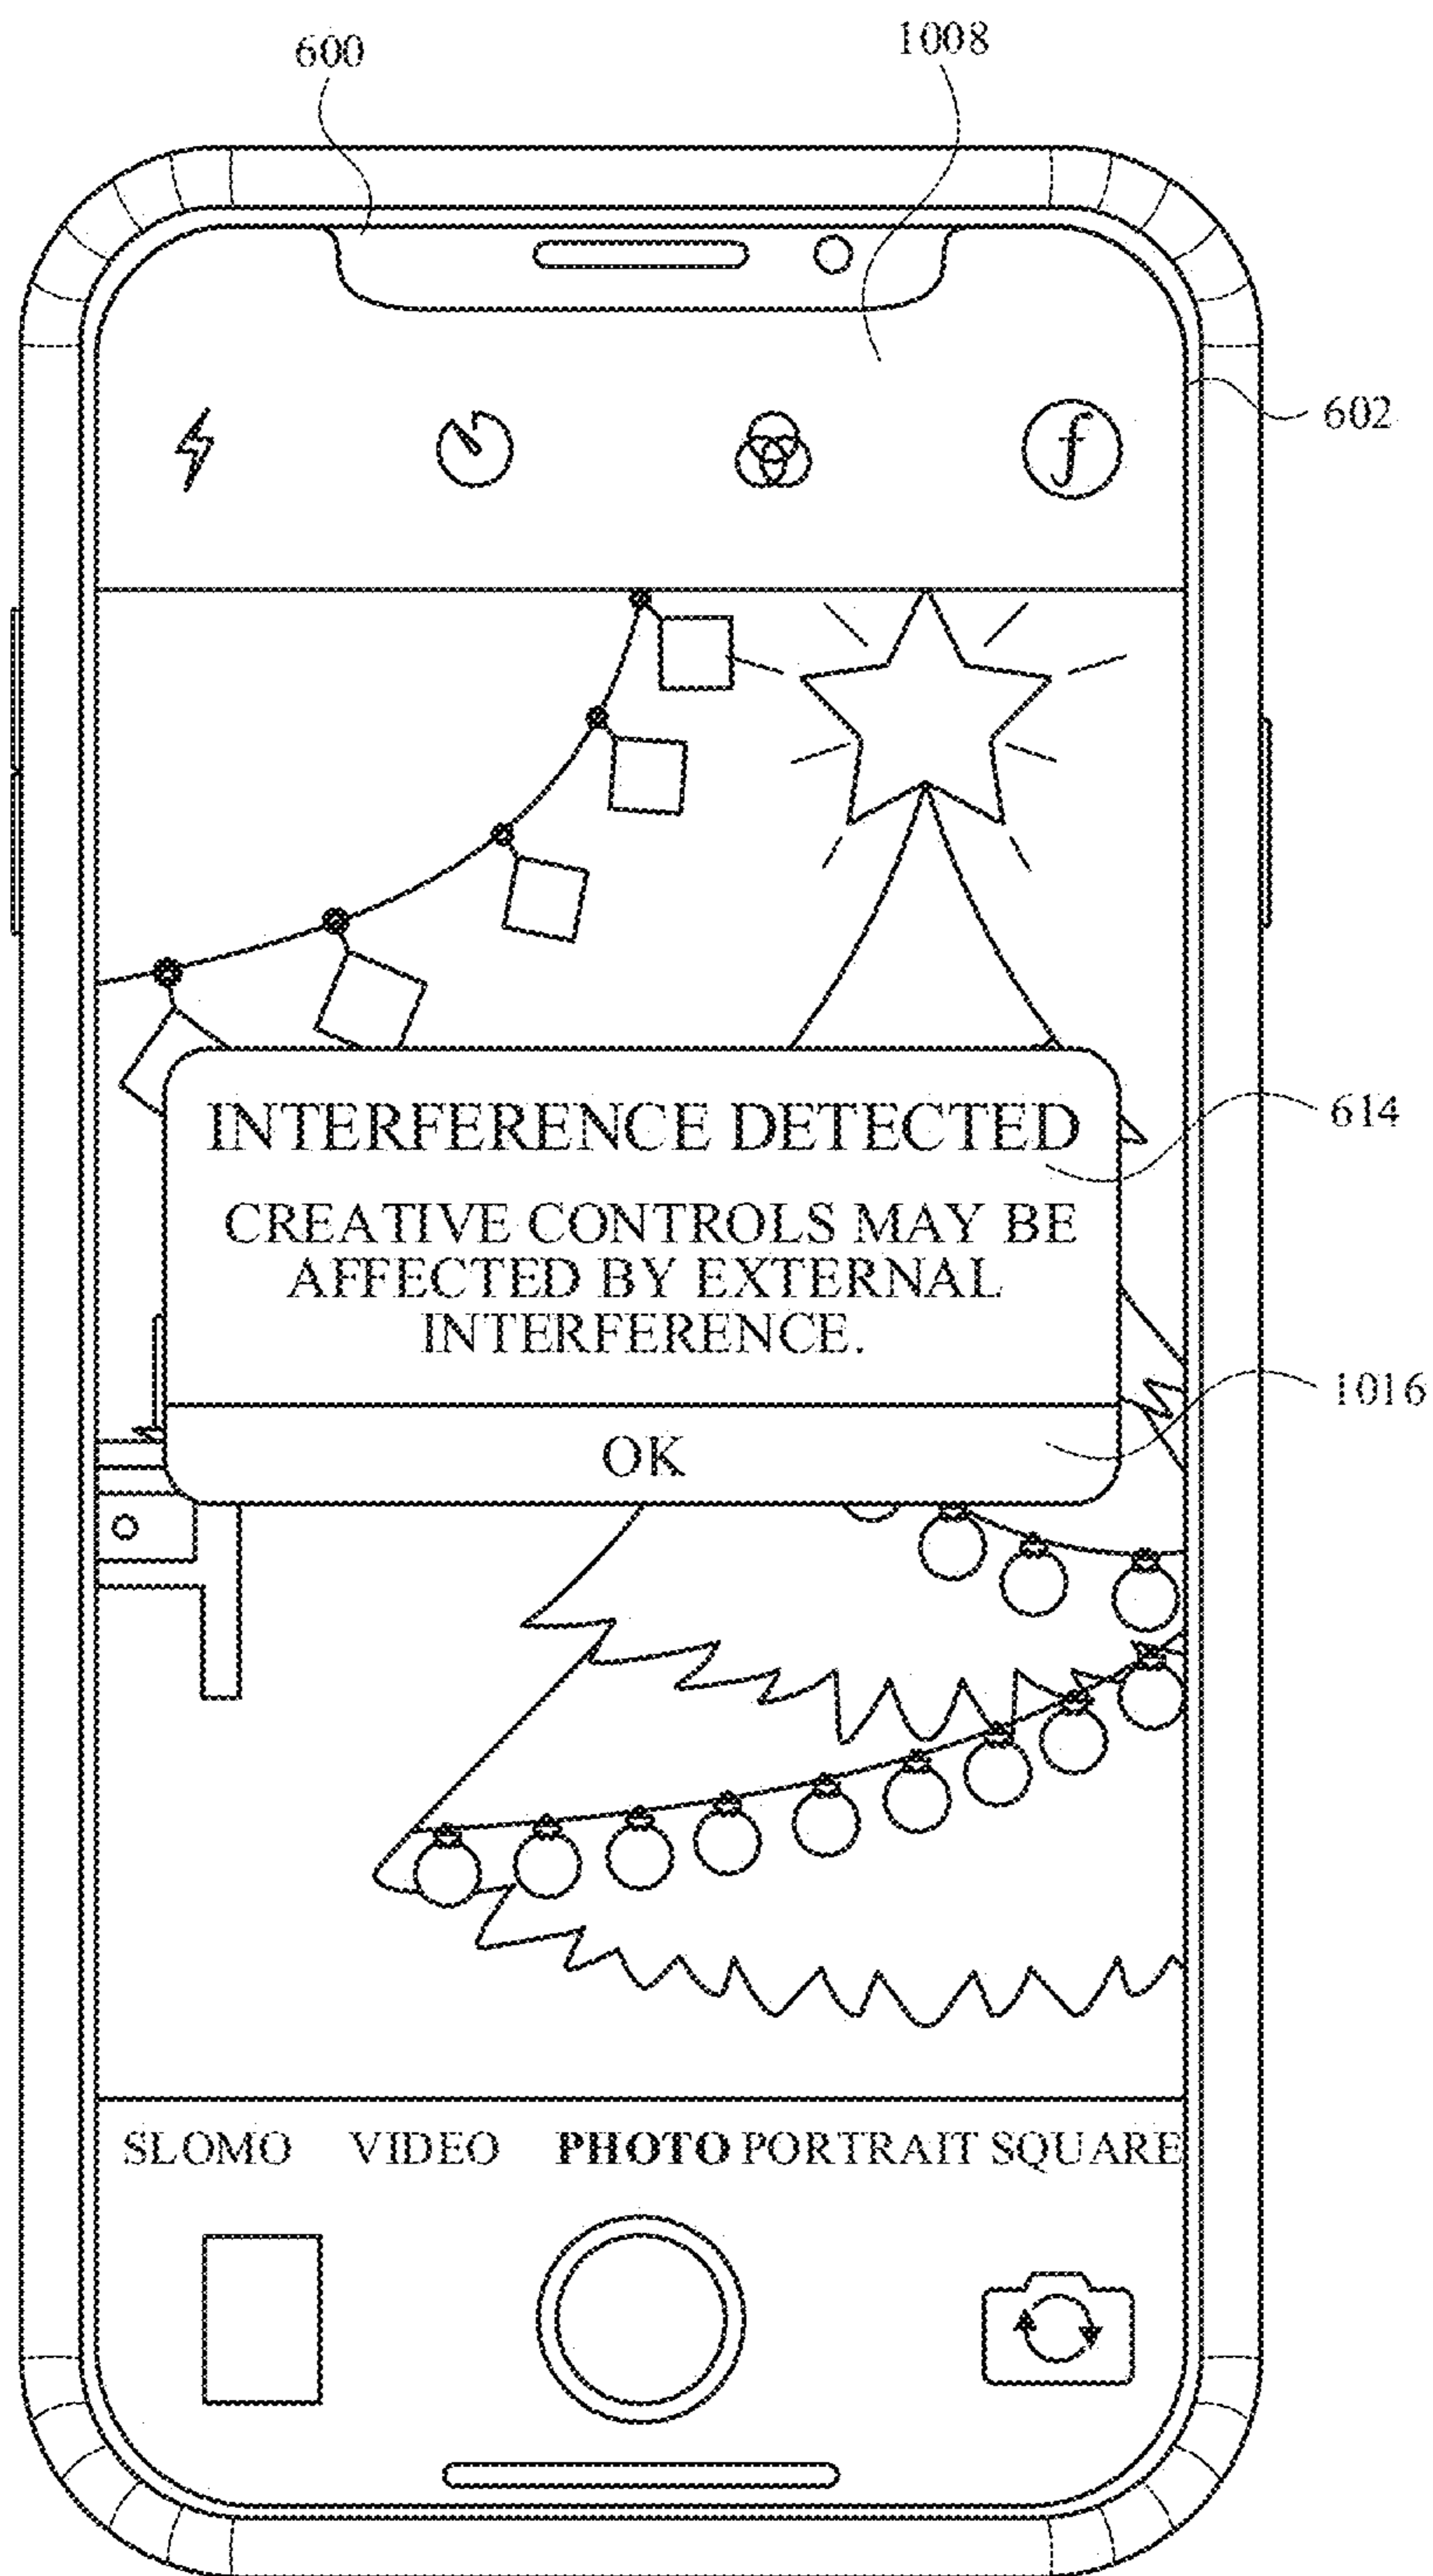 600
1008
f
602
INTERFERENCE DETECTED
614
CREATIVE CONTROLS MAY BE
AFFECTED BY EXTERNAL
INTERFERENCE.
1016
OK
SLOMO VIDEO PHOTO PORTRAIT SQUARE